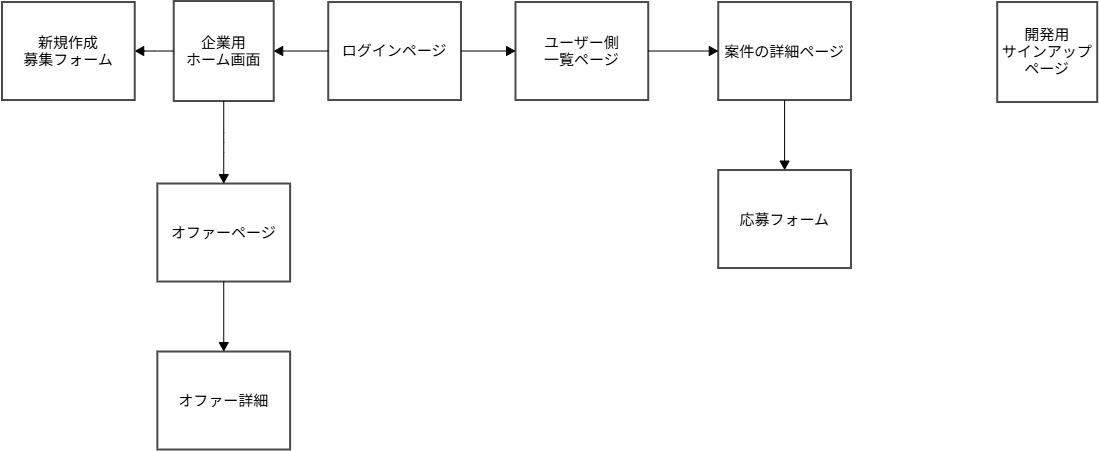 新規作成
募集フォーム
企業用
ホーム画面
ログインページ
ユーザー側
一覧ページ
案件の詳細ページ
開発用
サインアップ
ページ
オファーページ
応募フォーム
オファー詳細